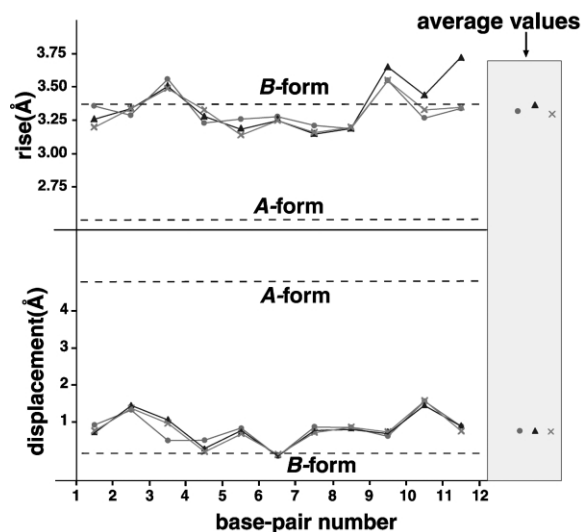 average values
3.75
3.50
3.25
3.00
2.75
rise(Å)
B-form
A-form
A-form
4
3
2
1
displacement(Å)
B-form
1 2 3 4 5 6 7 8 9 10 11 12
base-pair number